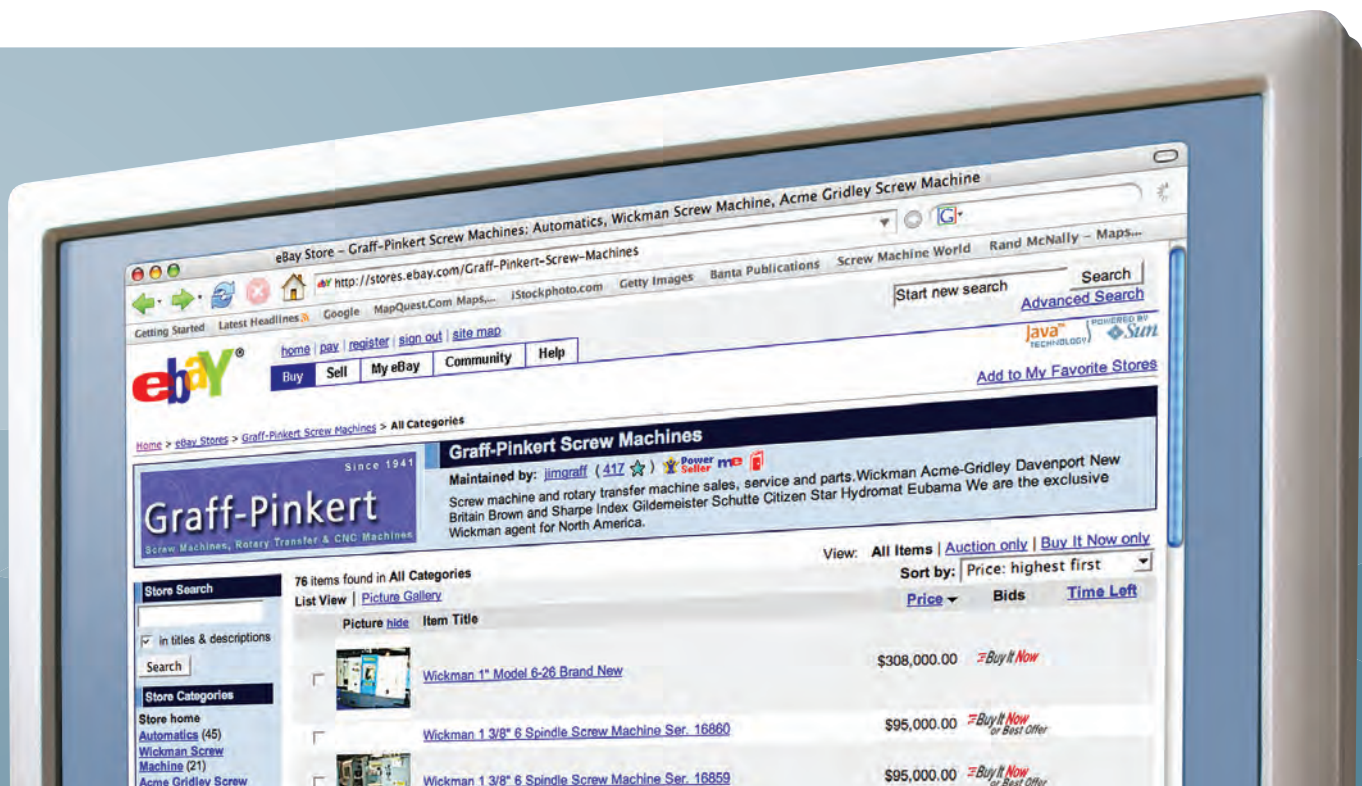 eBay Store – Graff-Pinkert Screw Machines: Automatics, Wickman Screw Machine, Acme Gridley Screw Machine
http://stores.ebay.com/Graff-Pinkert-Screw-Machines
G
Getting Started Latest Headlines Google MapQuest.Com Maps,... iStockphoto.com Getty Images Banta Publications Screw Machine World Rand McNally – Maps...
ebaY®
home | pay | register | sign out | site map
Buy Sell My eBay Community Help
Start new search Search
Advanced Search
Java™ TECHNOLOGY
POWERED BY Sun
Add to My Favorite Stores
Home > eBay Stores > Graff-Pinkert Screw Machines > All Categories
Since 1941
Graff-Pinkert
Screw Machines, Rotary Transfer & CNC Machines
Graff-Pinkert Screw Machines
Maintained by: jimgraff ( 417 ) Power Seller me
Screw machine and rotary transfer machine sales, service and parts.Wickman Acme-Gridley Davenport New
Britain Brown and Sharpe Index Gildemeister Schutte Citizen Star Hydromat Eubama We are the exclusive
Wickman agent for North America.
View: All Items | Auction only | Buy It Now only
Sort by: Price: highest first
Store Search
in titles & descriptions
Search
Store Categories
Store home
Automatics (45)
Wickman Screw
Machine (21)
Acme Gridley Screw
76 items found in All Categories
List View | Picture Gallery
Picture hide Item Title Price Bids Time Left
Wickman 1" Model 6-26 Brand New $308,000.00 Buy It Now
Wickman 1 3/8" 6 Spindle Screw Machine Ser. 16860 $95,000.00 Buy It Now
or Best Offer
Wickman 1 3/8" 6 Spindle Screw Machine Ser. 16859 $95,000.00 Buy It Now
or Best Offer